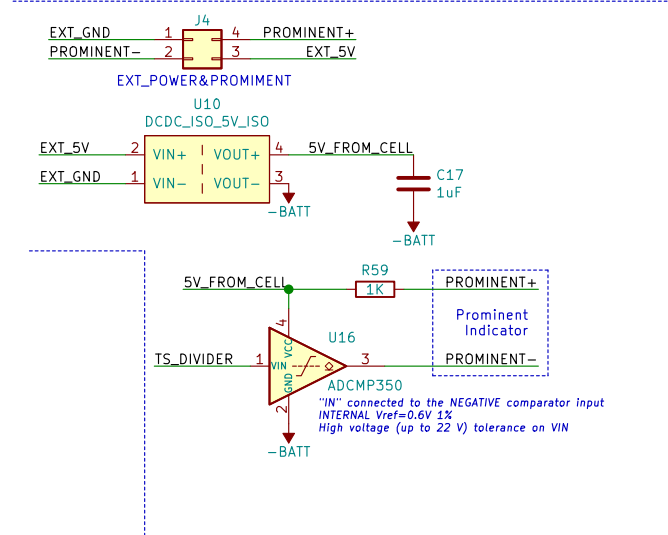 J4
EXT_GND 1 4 PROMINENT+
PROMINENT- 2 3 EXT_5V
EXT_POWER&PROMIMENT
U10
DCDC_ISO_5V_ISO
EXT_5V 2 VIN+ VOUT+ 4 5V_FROM_CELL
EXT_GND 1 VIN- VOUT- 3
C17
1uF
-BATT
-BATT
R59
5V_FROM_CELL 1K PROMINENT+
Prominent
Indicator
4
U16
VCC
TS_DIVIDER 1 VIN 3 PROMINENT-
GND
ADCMP350
2
"IN" connected to the NEGATIVE comparator input
INTERNAL Vref=0.6V 1%
High voltage (up to 22 V) tolerance on VIN
-BATT